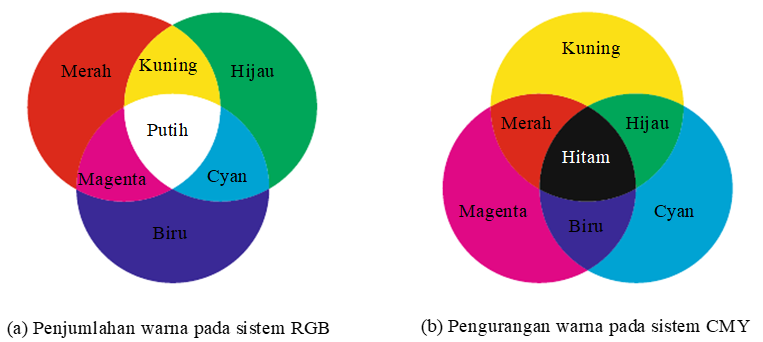 Merah
Kuning
Hijau
Putih
Magenta
Cyan
Biru
(a) Penjumlahan warna pada sistem RGB
Kuning
Merah
Hijau
Hitam
Magenta
Biru
Cyan
(b) Pengurangan warna pada sistem CMY